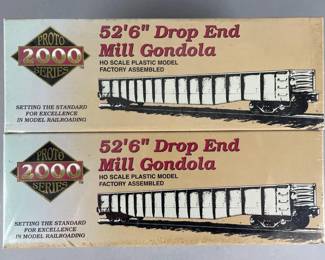 PROTO
2000
SERIES
52'6" Drop End
Mill Gondola
HO SCALE PLASTIC MODEL
FACTORY ASSEMBLED
SETTING THE STANDARD
FOR EXCELLENCE
IN MODEL RAILROADING
PROTO
2000
SERIES
52'6" Drop End
Mill Gondola
HO SCALE PLASTIC MODEL
FACTORY ASSEMBLED
SETTING THE STANDARD
FOR EXCELLENCE
IN MODEL RAILROADING